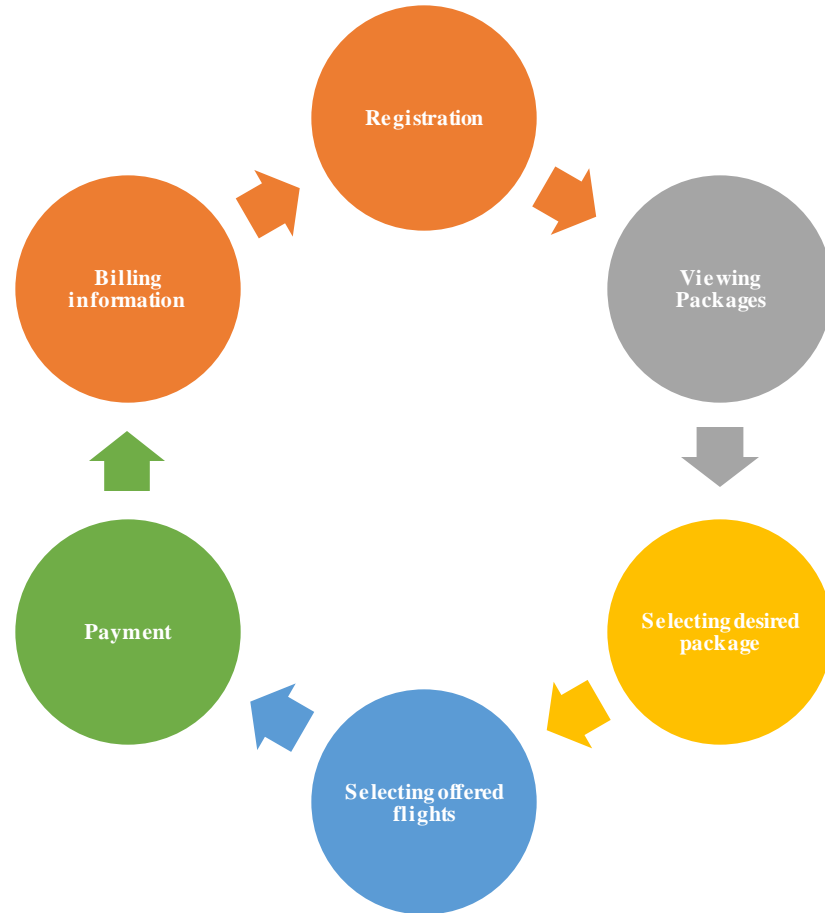 Registration
Viewing
Packages
Selecting desired
package
Selecting offered
flights
Payment
Billing
information